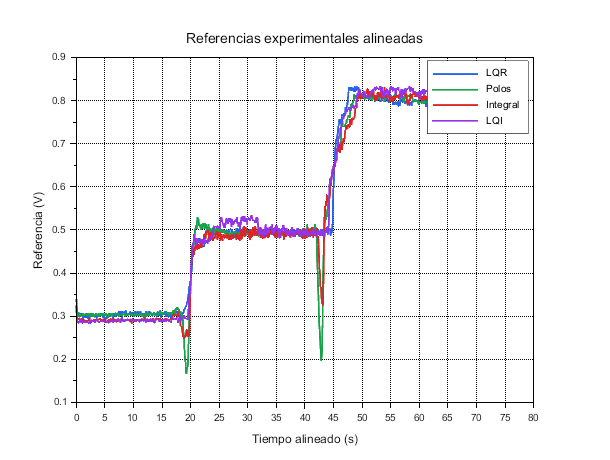 Referencias experimentales alineadas
0.9
0.8
0.7
0.6
0.5
0.4
0.3
0.2
0.1
Referencia (V)
LQR
Polos
Integral
LQI
0 5 10 15 20 25 30 35 40 45 50 55 60 65 70 75 80
Tiempo alineado (s)